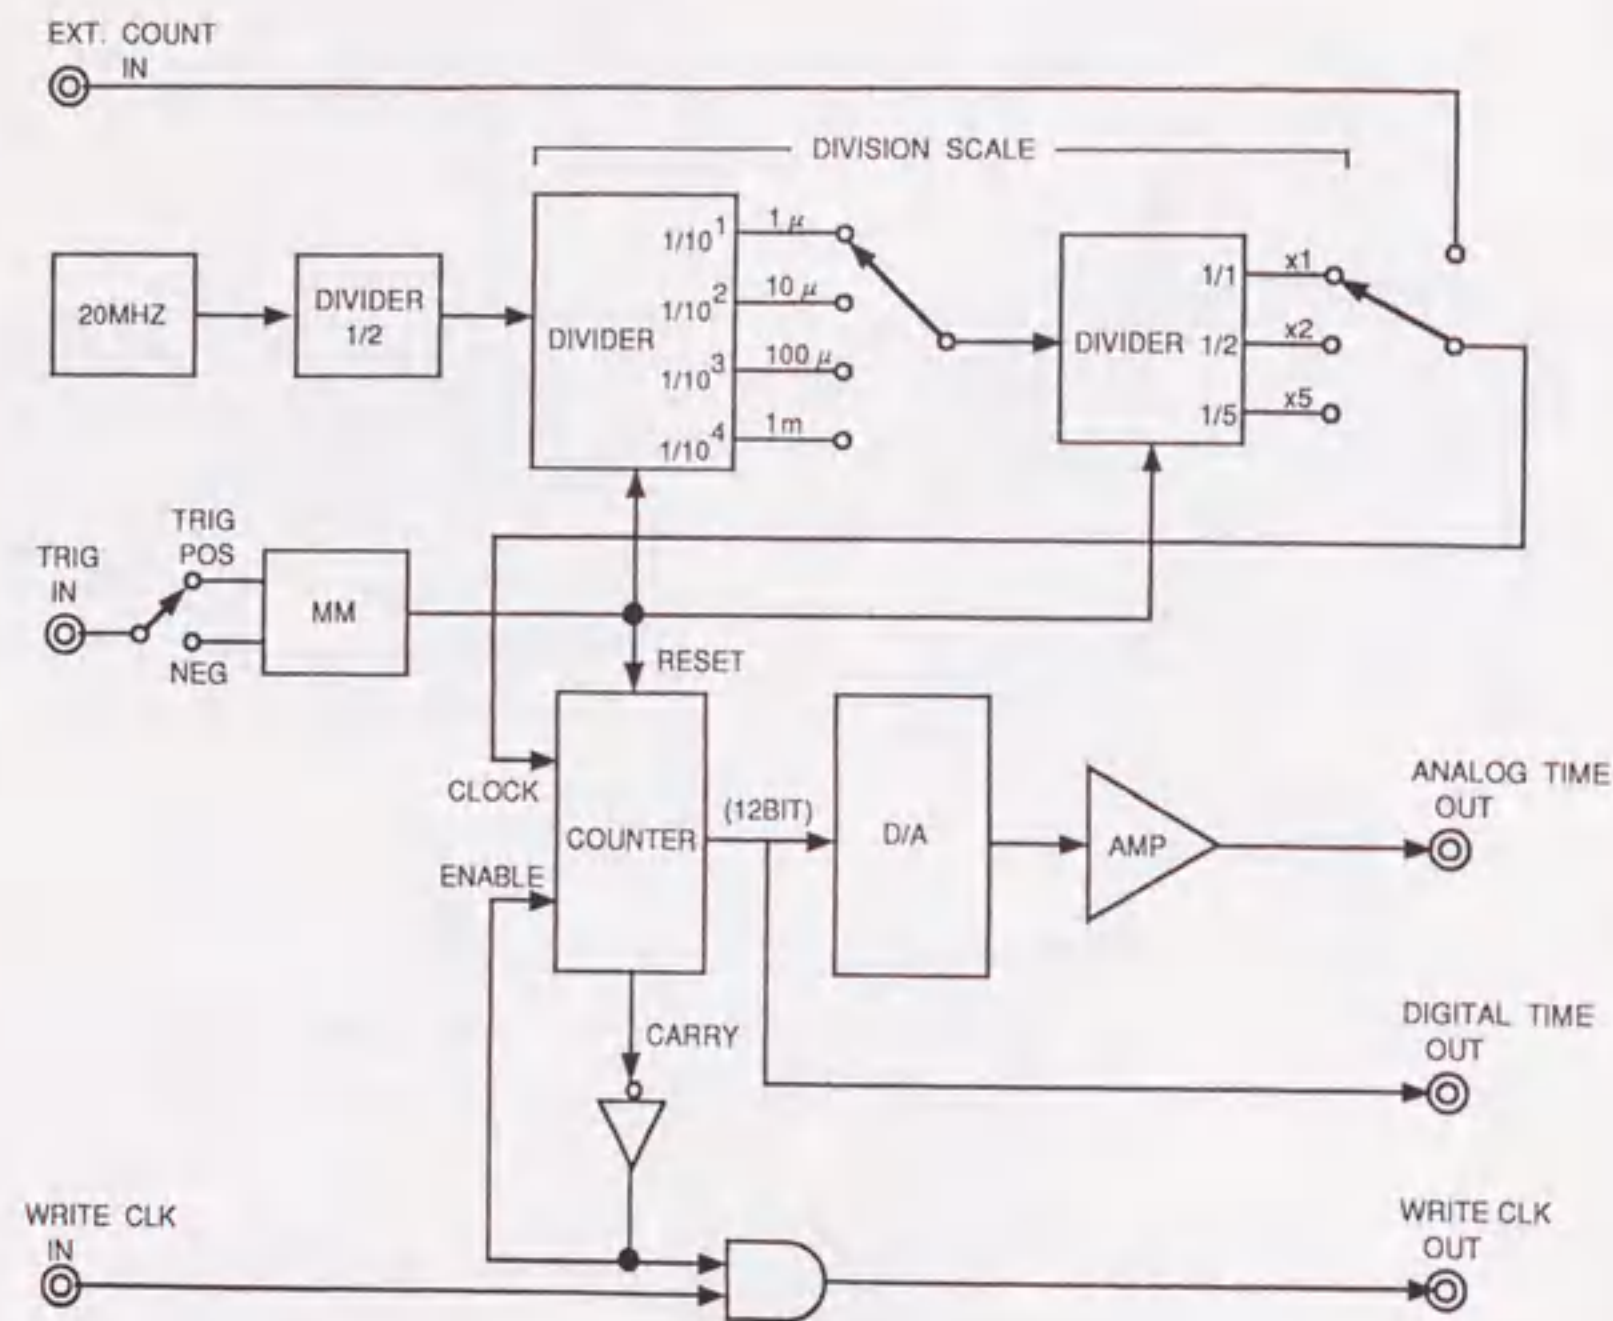 EXT. COUNT
IN
DIVISION SCALE
20MHZ
DIVIDER
1/2
DIVIDER
1/10¹
1/10²
1/10³
1/10⁴
1 μ
10 μ
100 μ
1m
DIVIDER
1/1
1/2
1/5
x1
x2
x5
TRIG
IN
TRIG
POS
NEG
MM
RESET
CLOCK
ENABLE
COUNTER
(12BIT)
D/A
AMP
ANALOG TIME
OUT
CARRY
DIGITAL TIME
OUT
WRITE CLK
IN
WRITE CLK
OUT